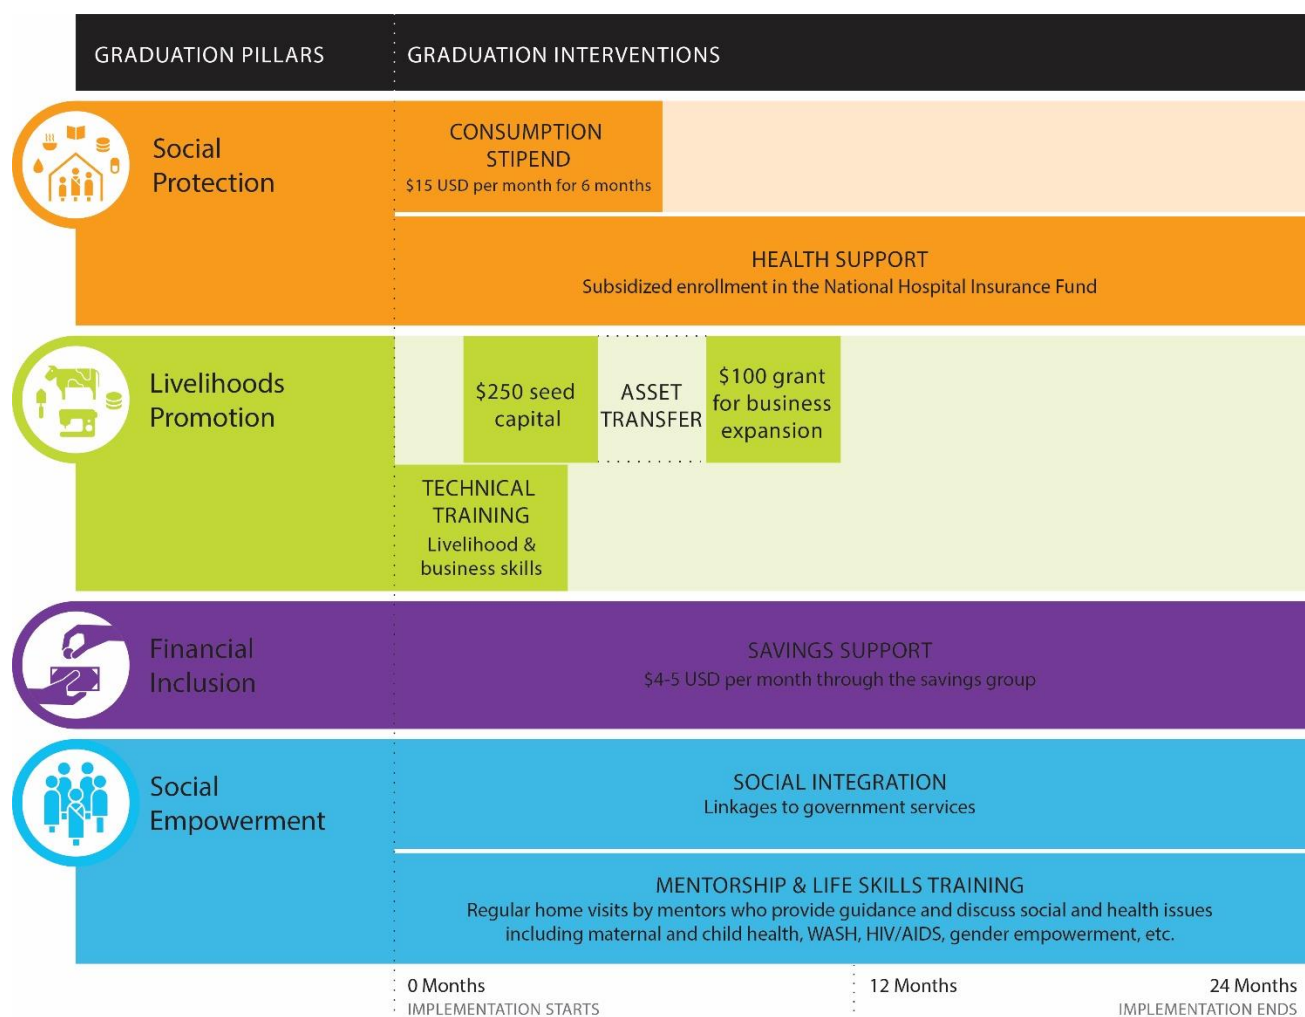 GRADUATION PILLARS
GRADUATION INTERVENTIONS
Social
Protection
CONSUMPTION
STIPEND
$15 USD per month for 6 months
HEALTH SUPPORT
Subsidized enrollment in the National Hospital Insurance Fund
Livelihoods
Promotion
$250 seed
capital
ASSET
TRANSFER
$100 grant
for business
expansion
TECHNICAL
TRAINING
Livelihood &
business skills
Financial
Inclusion
SAVINGS SUPPORT
$4-5 USD per month through the savings group
Social
Empowerment
SOCIAL INTEGRATION
Linkages to government services
MENTORSHIP & LIFE SKILLS TRAINING
Regular home visits by mentors who provide guidance and discuss social and health issues
including maternal and child health, WASH, HIV/AIDS, gender empowerment, etc.
0 Months
IMPLEMENTATION STARTS
12 Months
24 Months
IMPLEMENTATION ENDS